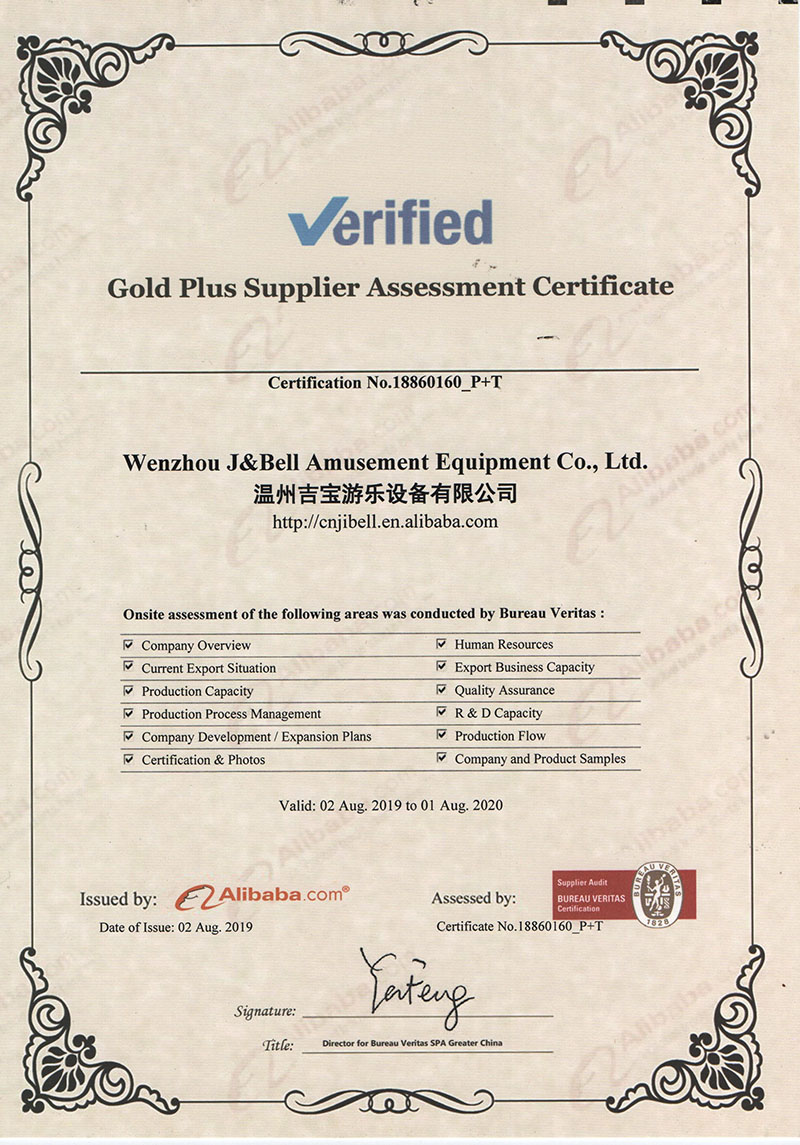 Verified
Gold Plus Supplier Assessment Certificate
Certification No.18860160_P+T
Wenzhou J&Bell Amusement Equipment Co., Ltd.
温州吉宝游乐设备有限公司
http://cnjibell.en.alibaba.com
Onsite assessment of the following areas was conducted by Bureau Veritas :
Company Overview
Human Resources
Current Export Situation
Export Business Capacity
Production Capacity
Quality Assurance
Production Process Management
R & D Capacity
Company Development / Expansion Plans
Production Flow
Certification & Photos
Company and Product Samples
Valid: 02 Aug. 2019 to 01 Aug. 2020
Issued by: Alibaba.com®
Date of Issue: 02 Aug. 2019
Assessed by:
Supplier Audit
BUREAU VERITAS
Certification
BUREAU VERITAS
1828
Certificate No.18860160_P+T
Signature:
Title: Director for Bureau Veritas SPA Greater China